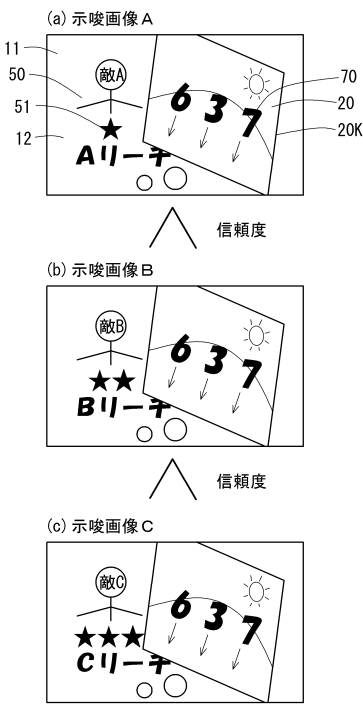 (a) 示唆画像A
11
50
51
12
敵A
★
Aリーチ
6 3 7
70
20
20K
信頼度
(b) 示唆画像B
敵B
★★
Bリーチ
6 3 7
信頼度
(c) 示唆画像C
敵C
★★★
Cリーチ
6 3 7